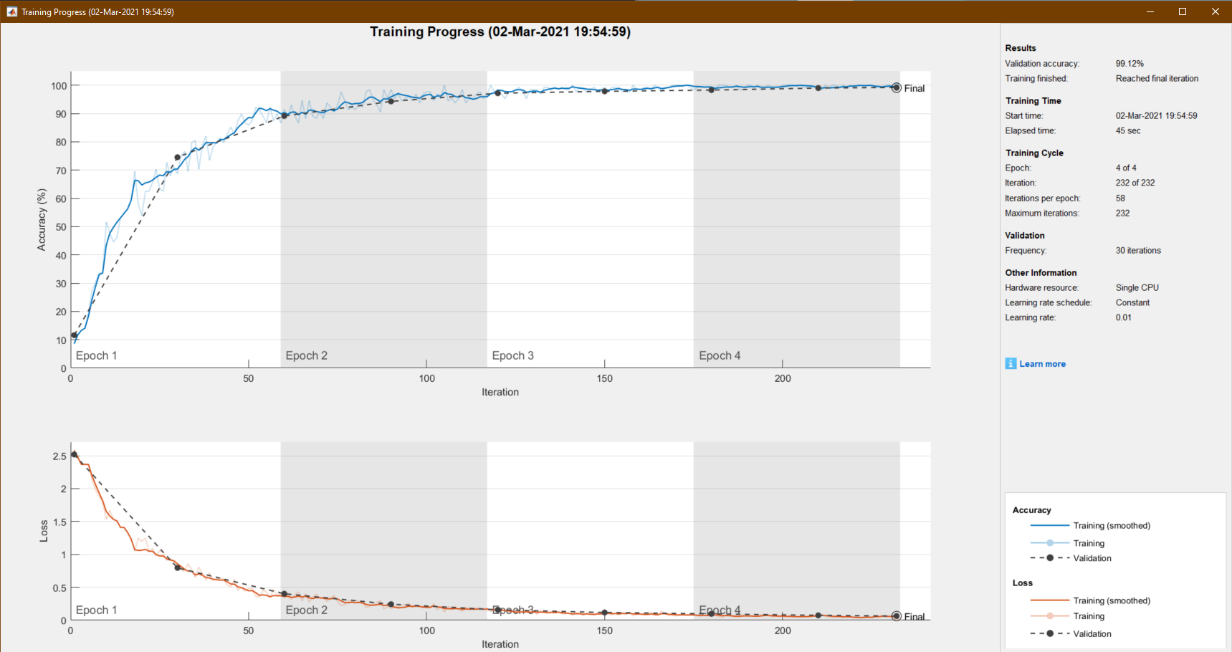 Training Progress (02-Mar-2021 19:54:59)
Training Progress (02-Mar-2021 19:54:59)
Accuracy (%)
100
90
80
70
60
50
40
30
20
10
0
Epoch 1 Epoch 2 Epoch 3 Epoch 4
Final
0 50 100 150 200
Iteration
Loss
2.5
2
1.5
1
0.5
0
Epoch 1 Epoch 2 Epoch 3 Epoch 4
Final
0 50 100 150 200
Iteration
Results
Validation accuracy: 99.12%
Training finished: Reached final iteration
Training Time
Start time: 02-Mar-2021 19:54:59
Elapsed time: 45 sec
Training Cycle
Epoch: 4 of 4
Iteration: 232 of 232
Iterations per epoch: 58
Maximum iterations: 232
Validation
Frequency: 30 iterations
Other Information
Hardware resource: Single CPU
Learning rate schedule: Constant
Learning rate: 0.01
i Learn more
Accuracy
Training (smoothed)
Training
Validation
Loss
Training (smoothed)
Training
Validation